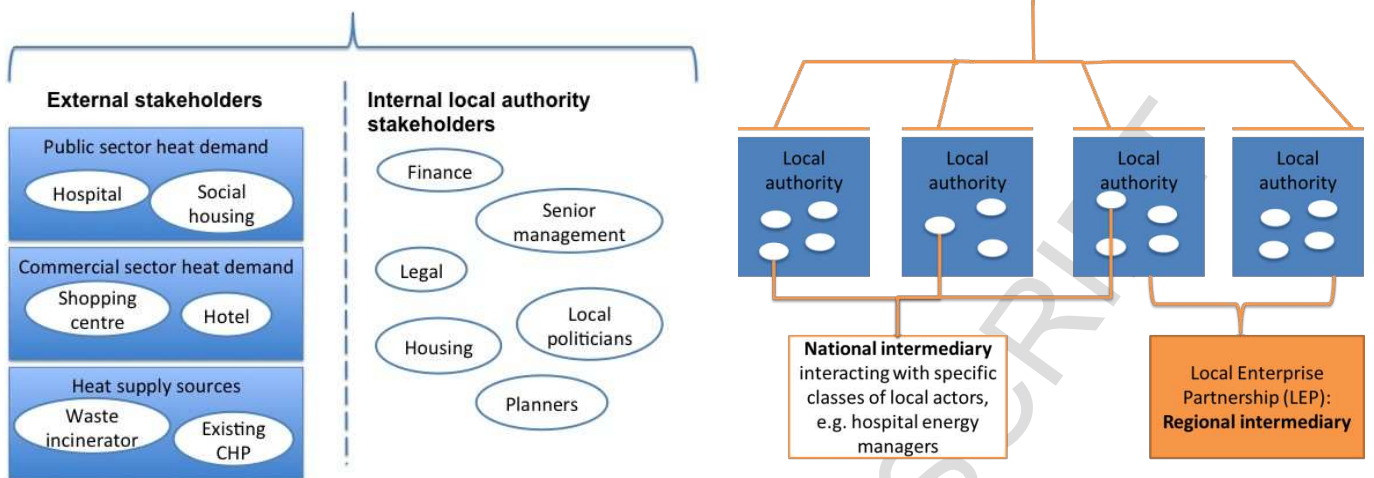 External stakeholders
Public sector heat demand
Hospital
Social
housing
Commercial sector heat demand
Shopping
centre
Hotel
Heat supply sources
Waste
incinerator
Existing
CHP
Internal local authority
stakeholders
Finance
Senior
management
Legal
Local
politicians
Housing
Planners
Local
authority
Local
authority
Local
authority
Local
authority
National intermediary
interacting with specific
classes of local actors,
e.g. hospital energy
managers
Local Enterprise
Partnership (LEP):
Regional intermediary
SCRIPT